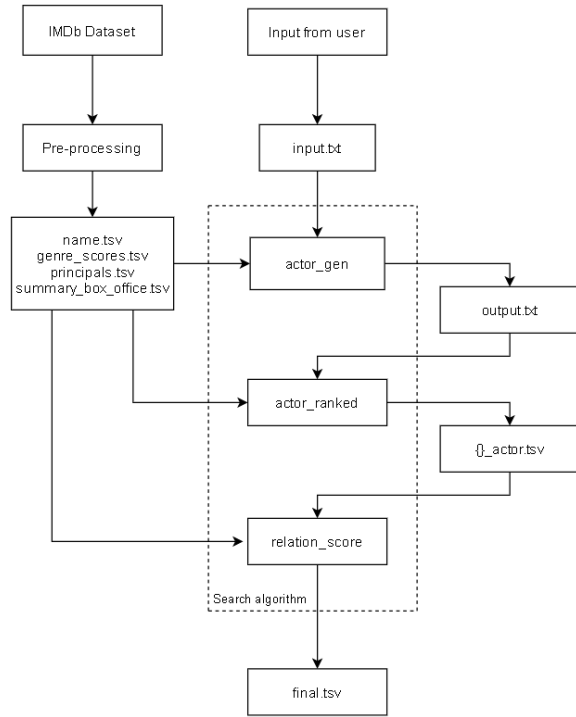 IMDb Dataset
Input from user
Pre-processing
input.txt
name.tsv
genre_scores.tsv
principals.tsv
summary_box_office.tsv
actor_gen
output.txt
actor_ranked
{}_actor.tsv
relation_score
Search algorithm
final.tsv